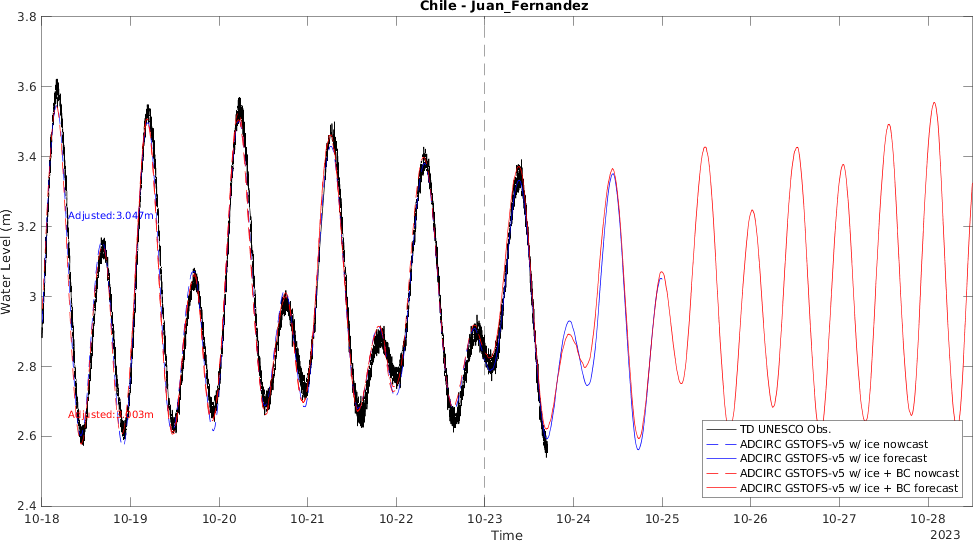 Chile - Juan_Fernandez
3.8
3.6
3.4
3.2
3
2.8
2.6
2.4
Water Level (m)
Adjusted:3.047m
Adjusted:3.003m
TD UNESCO Obs.
ADCIRC GSTOFS-v5 w/ ice nowcast
ADCIRC GSTOFS-v5 w/ ice forecast
ADCIRC GSTOFS-v5 w/ ice + BC nowcast
ADCIRC GSTOFS-v5 w/ ice + BC forecast
10-18 10-19 10-20 10-21 10-22 10-23 10-24 10-25 10-26 10-27 10-28
2023
Time